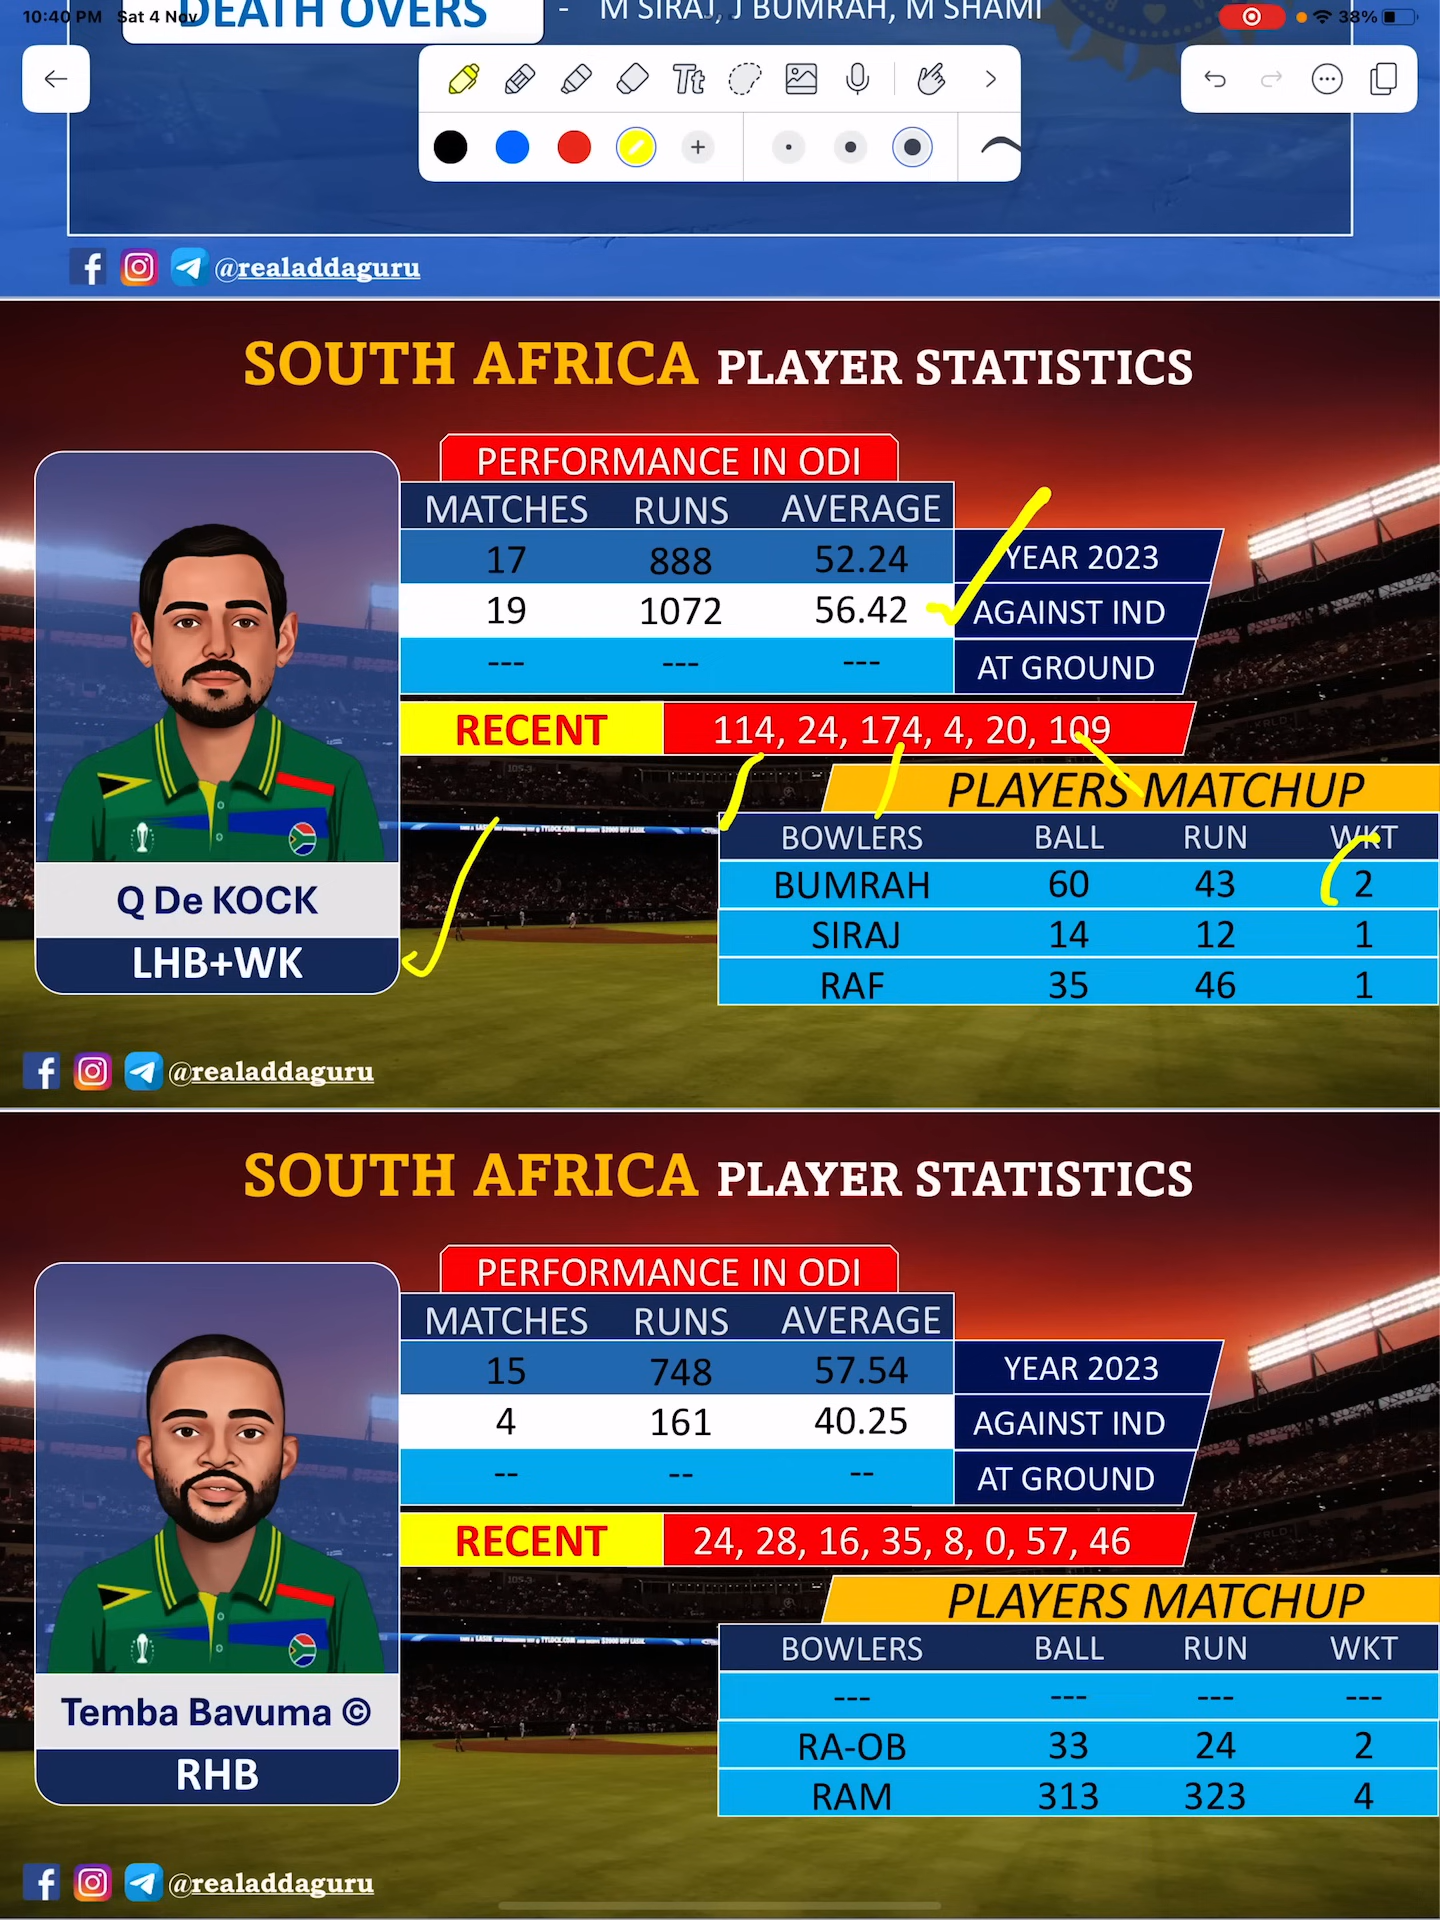 10:40 PM Sat 4 Nov
38%
DEATH OVERS - M SIRAJ, J BUMRAH, M SHAMI
Tt
@realaddaguru
SOUTH AFRICA PLAYER STATISTICS
PERFORMANCE IN ODI
MATCHES RUNS AVERAGE
17 888 52.24 YEAR 2023
19 1072 56.42 AGAINST IND
--- --- --- AT GROUND
RECENT 114, 24, 174, 4, 20, 109
PLAYERS MATCHUP
BOWLERS BALL RUN WKT
BUMRAH 60 43 2
SIRAJ 14 12 1
RAF 35 46 1
Q De KOCK
LHB+WK
@realaddaguru
SOUTH AFRICA PLAYER STATISTICS
PERFORMANCE IN ODI
MATCHES RUNS AVERAGE
15 748 57.54 YEAR 2023
4 161 40.25 AGAINST IND
-- -- -- AT GROUND
RECENT 24, 28, 16, 35, 8, 0, 57, 46
PLAYERS MATCHUP
BOWLERS BALL RUN WKT
--- --- --- ---
RA-OB 33 24 2
RAM 313 323 4
Temba Bavuma ©
RHB
@realaddaguru